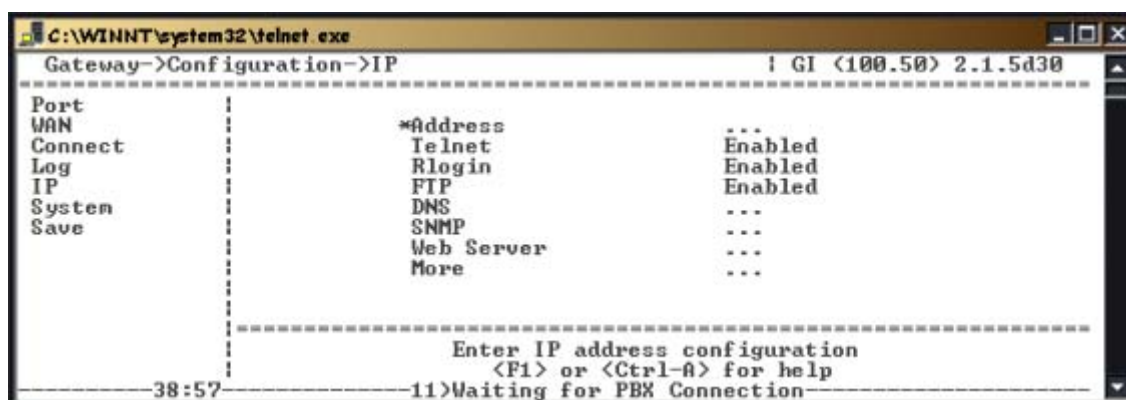 C:\WINNT\system32\telnet.exe
Gateway->Configuration->IP | GI <100.50> 2.1.5d30
Port
WAN *Address ...
Connect Telnet Enabled
Log Rlogin Enabled
IP FTP Enabled
System DNS ...
Save SNMP ...
Web Server ...
More ...
Enter IP address configuration
<F1> or <Ctrl-A> for help
38:57 11)Waiting for PBX Connection